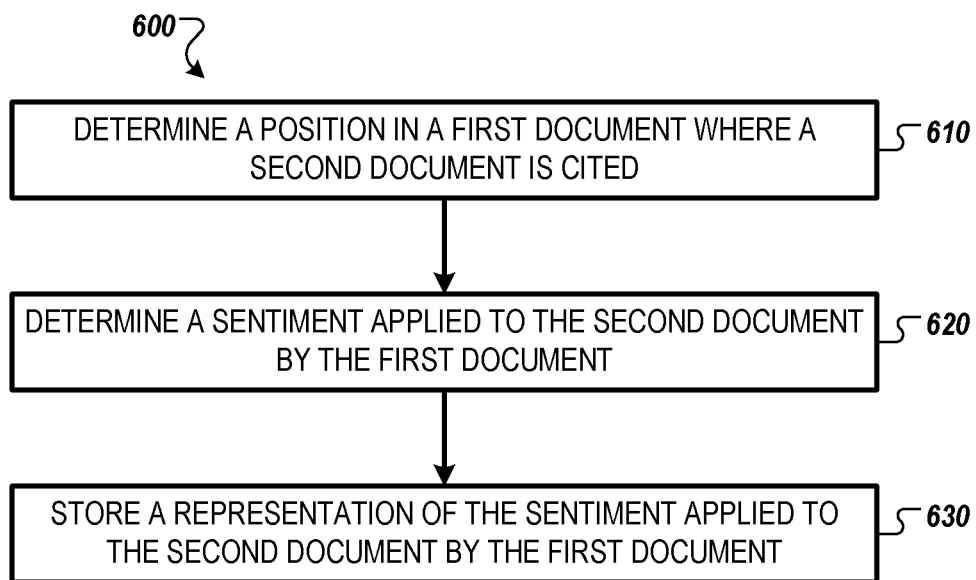 600
DETERMINE A POSITION IN A FIRST DOCUMENT WHERE A
SECOND DOCUMENT IS CITED
610
DETERMINE A SENTIMENT APPLIED TO THE SECOND DOCUMENT
BY THE FIRST DOCUMENT
620
STORE A REPRESENTATION OF THE SENTIMENT APPLIED TO
THE SECOND DOCUMENT BY THE FIRST DOCUMENT
630